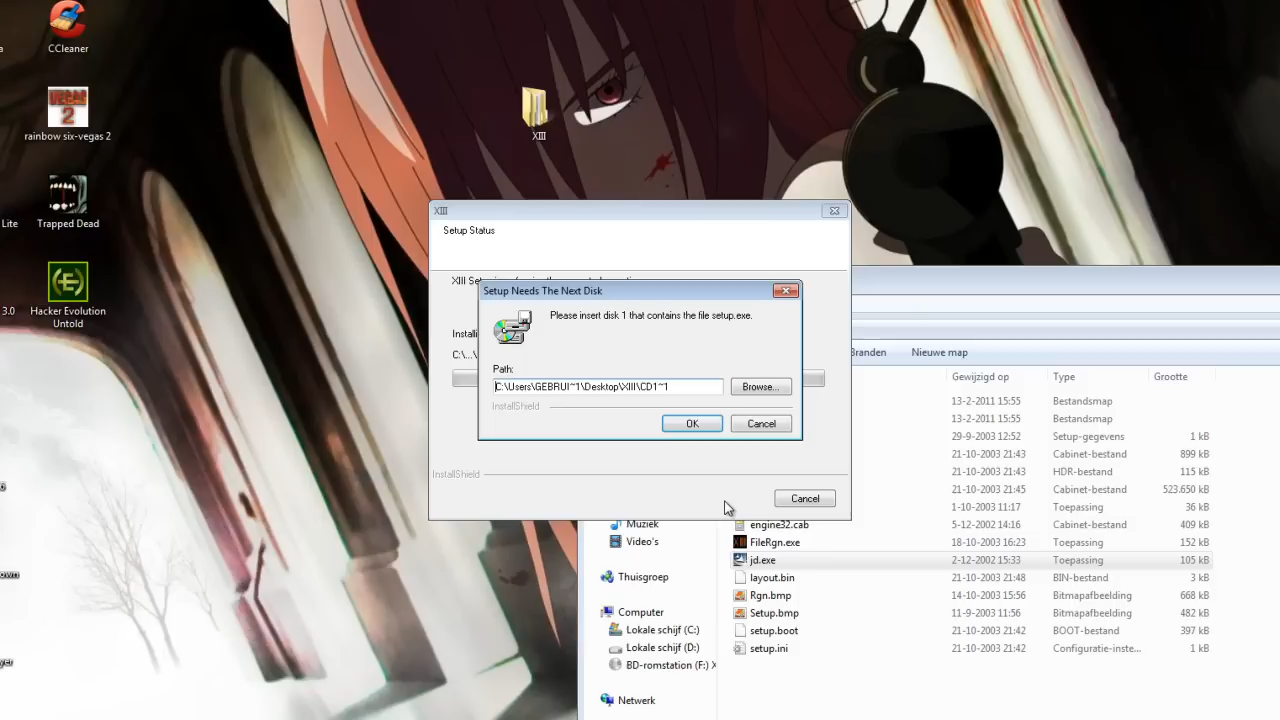 a
CCleaner
rainbow six-vegas 2
Lite
Trapped Dead
3.0
Hacker Evolution
Untold
XIII
XIII
Setup Status
Setup Needs The Next Disk
Please insert disk 1 that contains the file setup.exe.
Path:
C:\Users\GEBRUI~1\Desktop\XIII\CD1~1
Browse...
InstallShield
OK
Cancel
C:\...\
InstallShield
Cancel
Branden
Nieuwe map
Gewijzigd op
Type
Grootte
13-2-2011 15:55
Bestandsmap
13-2-2011 15:55
Bestandsmap
29-9-2003 12:52
Setup-gegevens
1 kB
21-10-2003 21:43
Cabinet-bestand
899 kB
21-10-2003 21:43
HDR-bestand
115 kB
21-10-2003 21:45
Cabinet-bestand
523.650 kB
1-10-2003 11:17
Toepassing
36 kB
Muziek
engine32.cab
5-12-2002 14:16
Cabinet-bestand
409 kB
Video's
FileRgn.exe
18-10-2003 16:23
Toepassing
152 kB
jd.exe
2-12-2002 15:33
Toepassing
105 kB
Thuisgroep
layout.bin
21-10-2003 21:48
BIN-bestand
3 kB
Rgn.bmp
14-10-2003 15:56
Bitmapafbeelding
668 kB
Computer
Setup.bmp
11-9-2003 11:56
Bitmapafbeelding
482 kB
Lokale schijf (C:)
setup.boot
21-10-2003 21:42
BOOT-bestand
397 kB
Lokale schijf (D:)
setup.ini
21-10-2003 21:42
Configuratie-inste...
1 kB
BD-romstation (F:) X
Netwerk